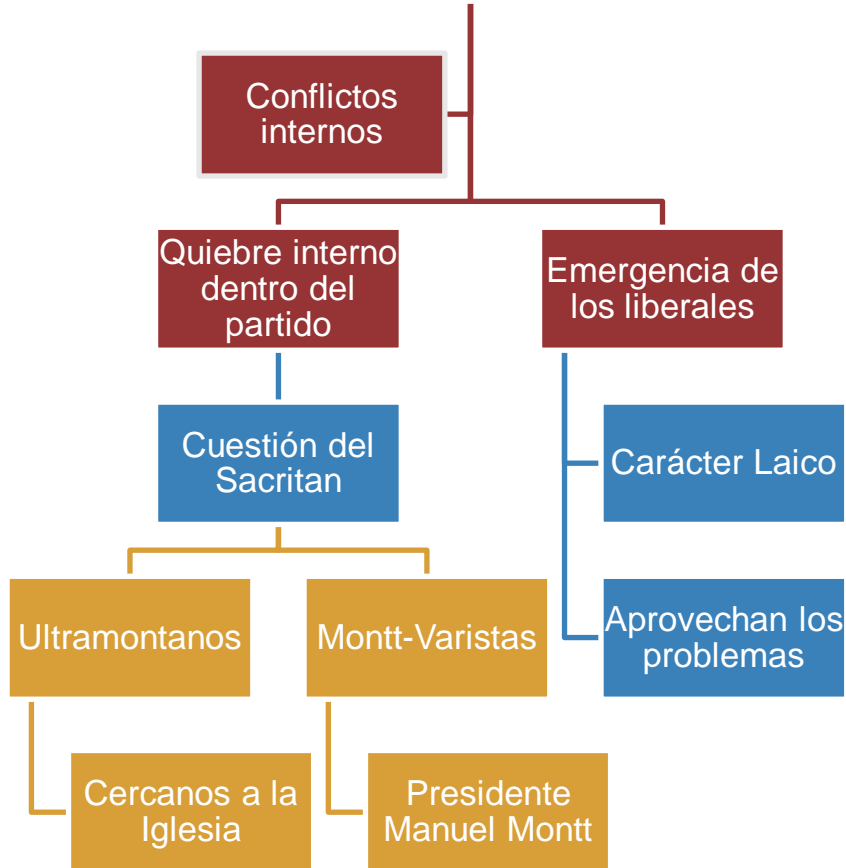 Conflictos
internos
Quiebre interno
dentro del
partido
Emergencia de
los liberales
Cuestión del
Sacritan
Carácter Laico
Ultramontanos
Montt-Varistas
Aprovechan los
problemas
Cercanos a la
Iglesia
Presidente
Manuel Montt